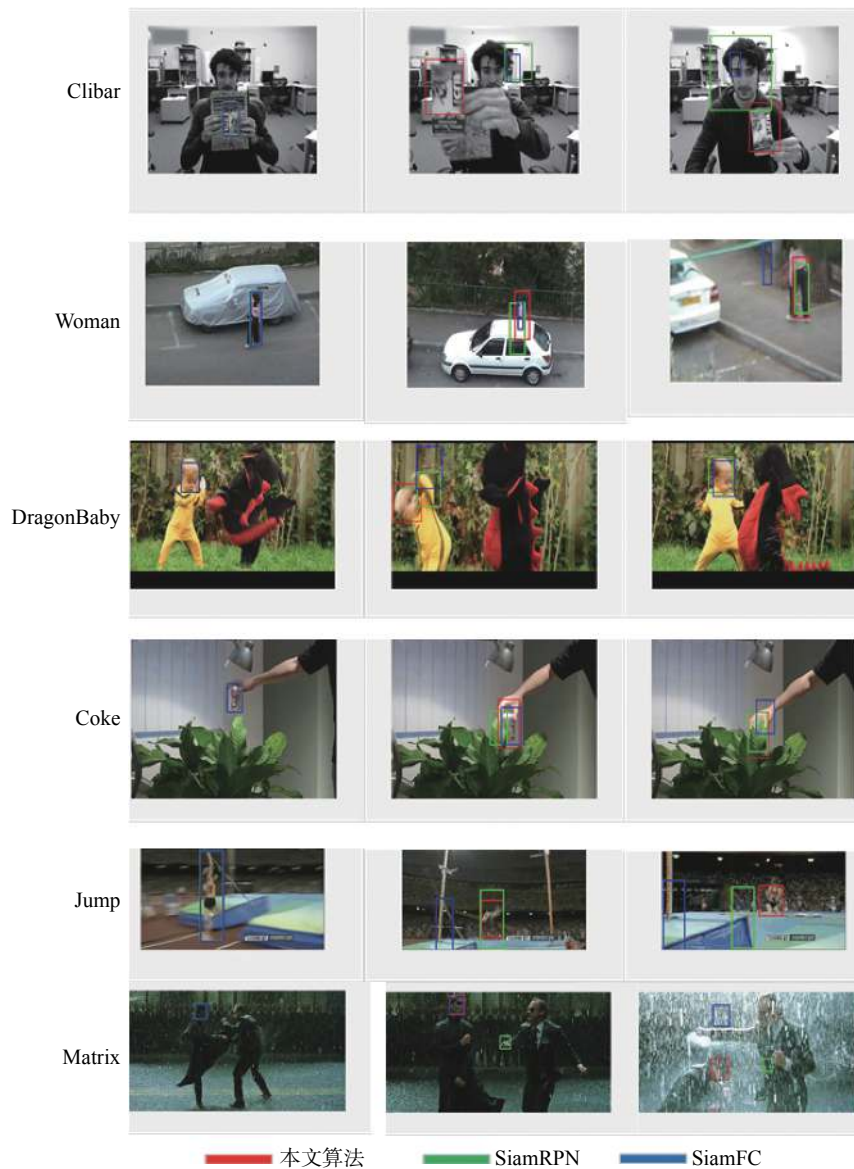 Clibar
Woman
DragonBaby
Coke
Jump
Matrix
本文算法 SiamRPN SiamFC